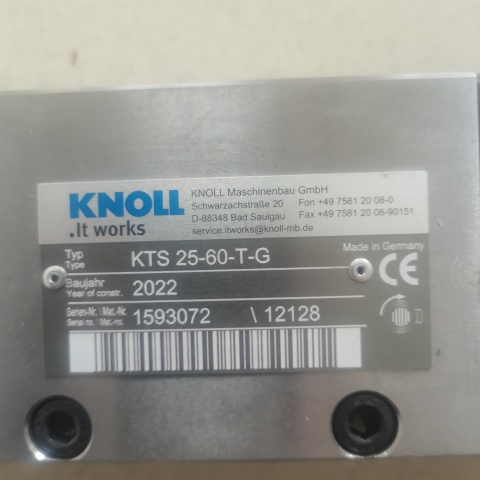 KNOLL
.It works
KNOLL Maschinenbau GmbH
Schwarzachstraße 20 Fon +49 7581 20 08-0
D-88348 Bad Saulgau Fax +49 7581 20 08-90151
service.itworks@knoll-mb.de
Typ
Type
KTS 25-60-T-G
Made in Germany
CE
Baujahr
Year of constr.
2022
Serien-Nr. / Mat.-Nr.
Serial no. / Mat.-no.
1593072 \ 12128